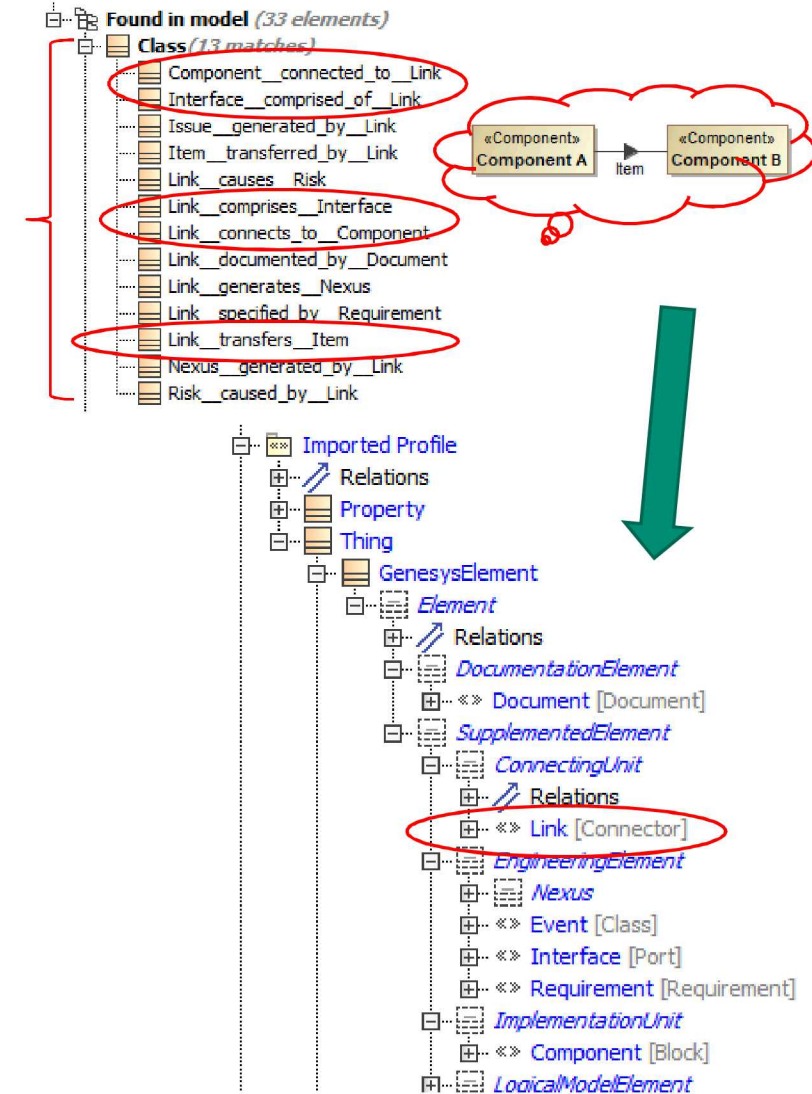 Found in model (33 elements)
Class (13 matches)
Component__connected_to__Link
Interface__comprised_of__Link
Issue__generated_by__Link
Item__transferred_by__Link
Link__causes__Risk
Link__comprises__Interface
Link__connects_to__Component
Link__documented_by__Document
Link__generates__Nexus
Link__specified_by__Requirement
Link__transfers__Item
Nexus__generated_by__Link
Risk__caused_by__Link
«Component»
Component A
Item
«Component»
Component B
«» Imported Profile
Relations
Property
Thing
GenesysElement
Element
Relations
DocumentationElement
«» Document [Document]
SupplementedElement
ConnectingUnit
Relations
«» Link [Connector]
EngineeringElement
Nexus
«» Event [Class]
«» Interface [Port]
«» Requirement [Requirement]
ImplementationUnit
«» Component [Block]
LogicalModelElement